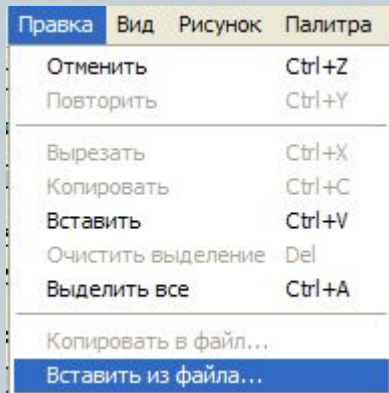 Правка Вид Рисунок Палитра
Отменить Ctrl+Z
Повторить Ctrl+Y
Вырезать Ctrl+X
Копировать Ctrl+C
Вставить Ctrl+V
Очистить выделение Del
Выделить все Ctrl+A
Копировать в файл...
Вставить из файла...